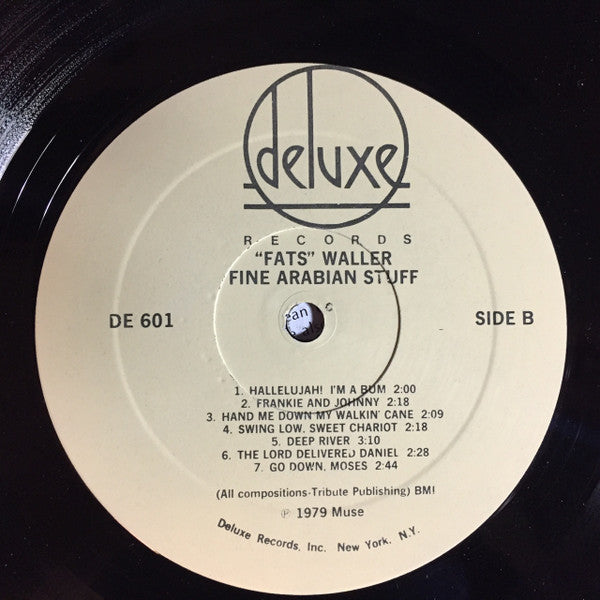 deluxe
RECORDS
"FATS" WALLER
FINE ARABIAN STUFF
DE 601
SIDE B
1. HALLELUJAH! I'M A BUM 2:00
2. FRANKIE AND JOHNNY 2:18
3. HAND ME DOWN MY WALKIN' CANE 2:09
4. SWING LOW, SWEET CHARIOT 2:18
5. DEEP RIVER 3:10
6. THE LORD DELIVERED DANIEL 2:28
7. GO DOWN, MOSES 2:44
(All compositions-Tribute Publishing) BMI
℗ 1979 Muse
Deluxe Records, Inc. New York, N.Y.